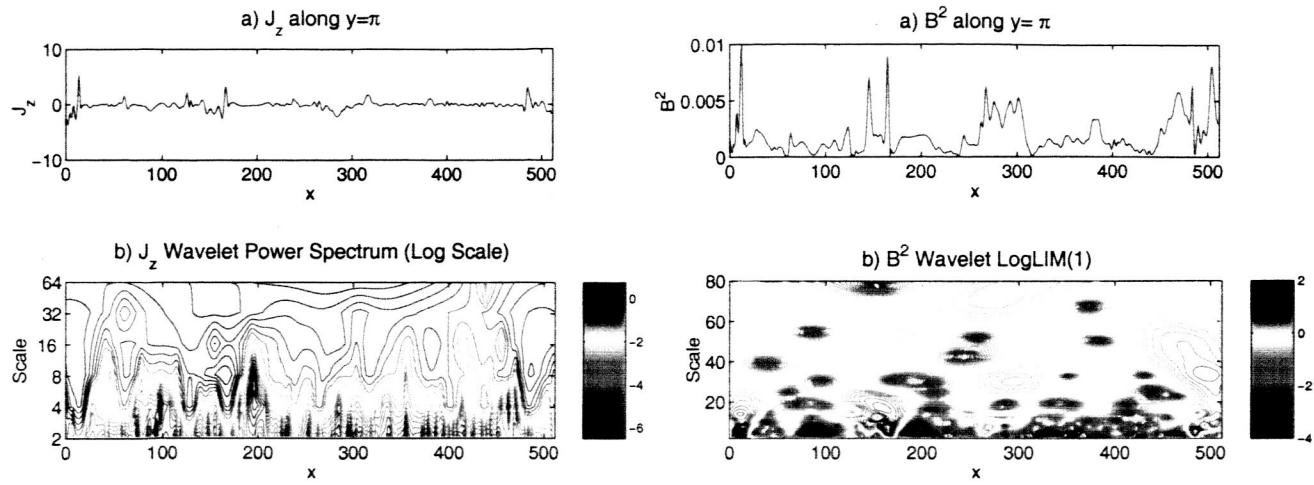 a) J_z along y=π
10
0
-10
J_z
0 100 200 300 400 500
x
b) J_z Wavelet Power Spectrum (Log Scale)
64
32
16
8
4
2
Scale
0 100 200 300 400 500
x
0
-2
-4
-6
a) B² along y= π
0.01
0.005
0
B²
0 100 200 300 400 500
x
b) B² Wavelet LogLIM(1)
80
60
40
20
Scale
0 100 200 300 400 500
x
2
0
-2
-4